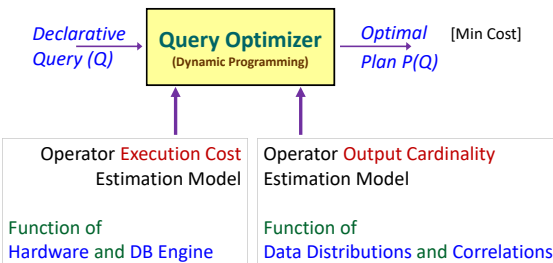 Declarative
Query (Q)
Query Optimizer
(Dynamic Programming)
Optimal
Plan P(Q)
[Min Cost]
Operator Execution Cost
Estimation Model
Function of
Hardware and DB Engine
Operator Output Cardinality
Estimation Model
Function of
Data Distributions and Correlations